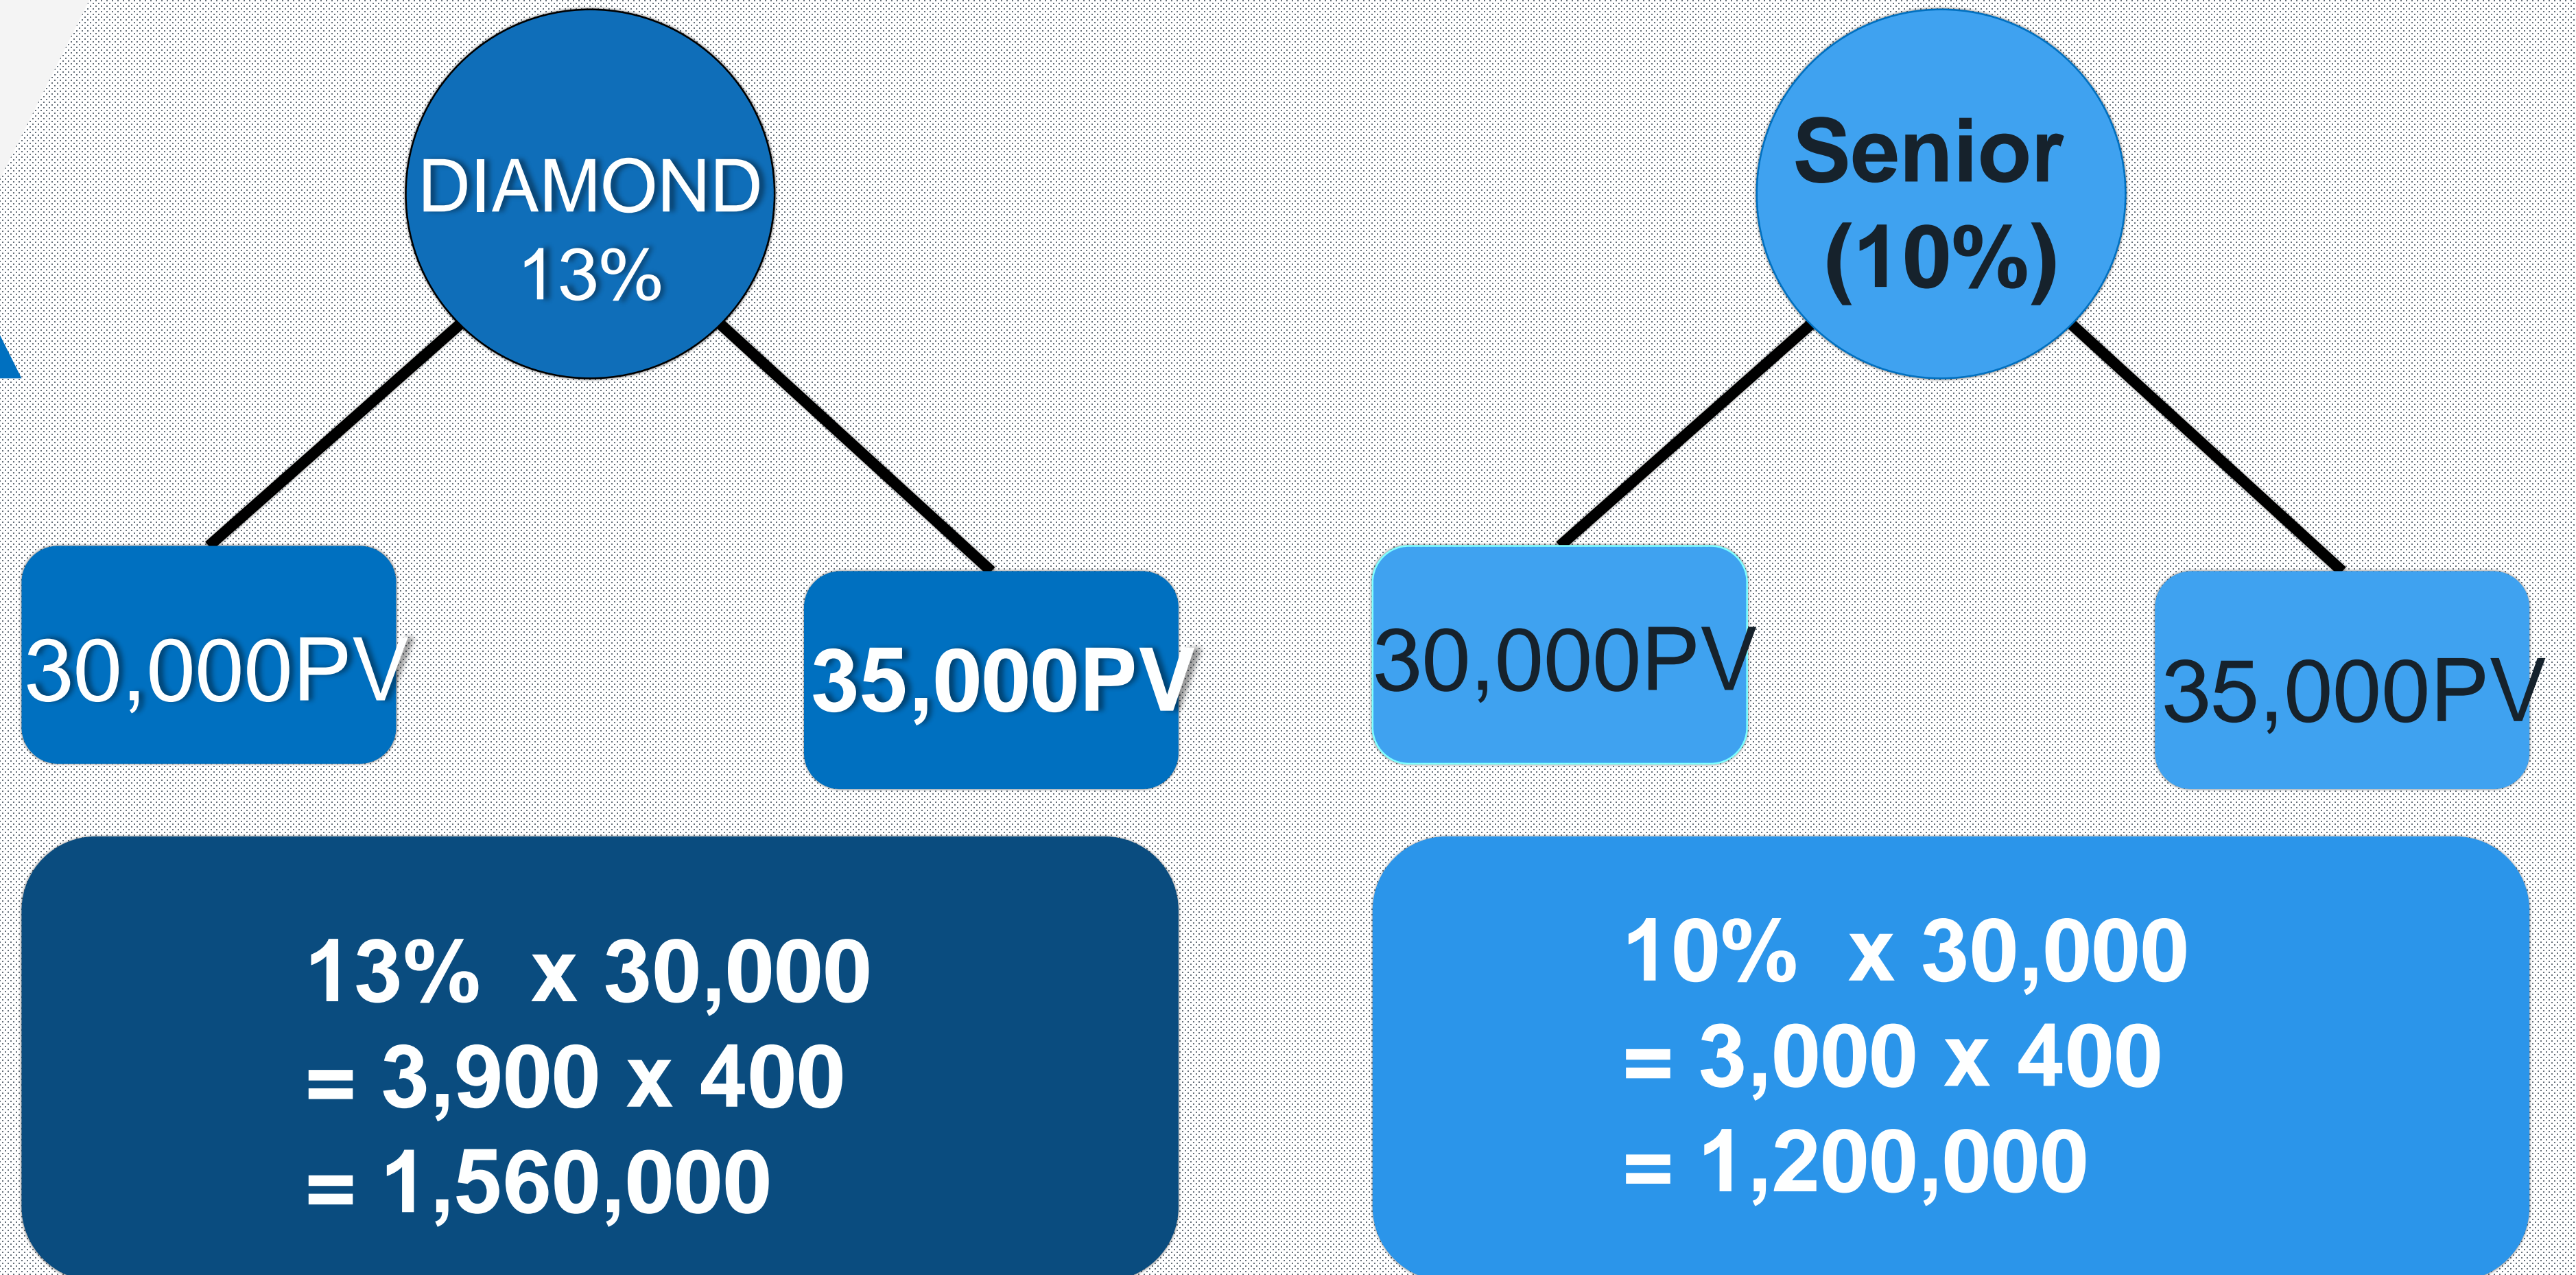 DIAMOND
13%
30,000PV
35,000PV
13% x 30,000
= 3,900 x 400
= 1,560,000
Senior
(10%)
30,000PV
35,000PV
10% x 30,000
= 3,000 x 400
= 1,200,000